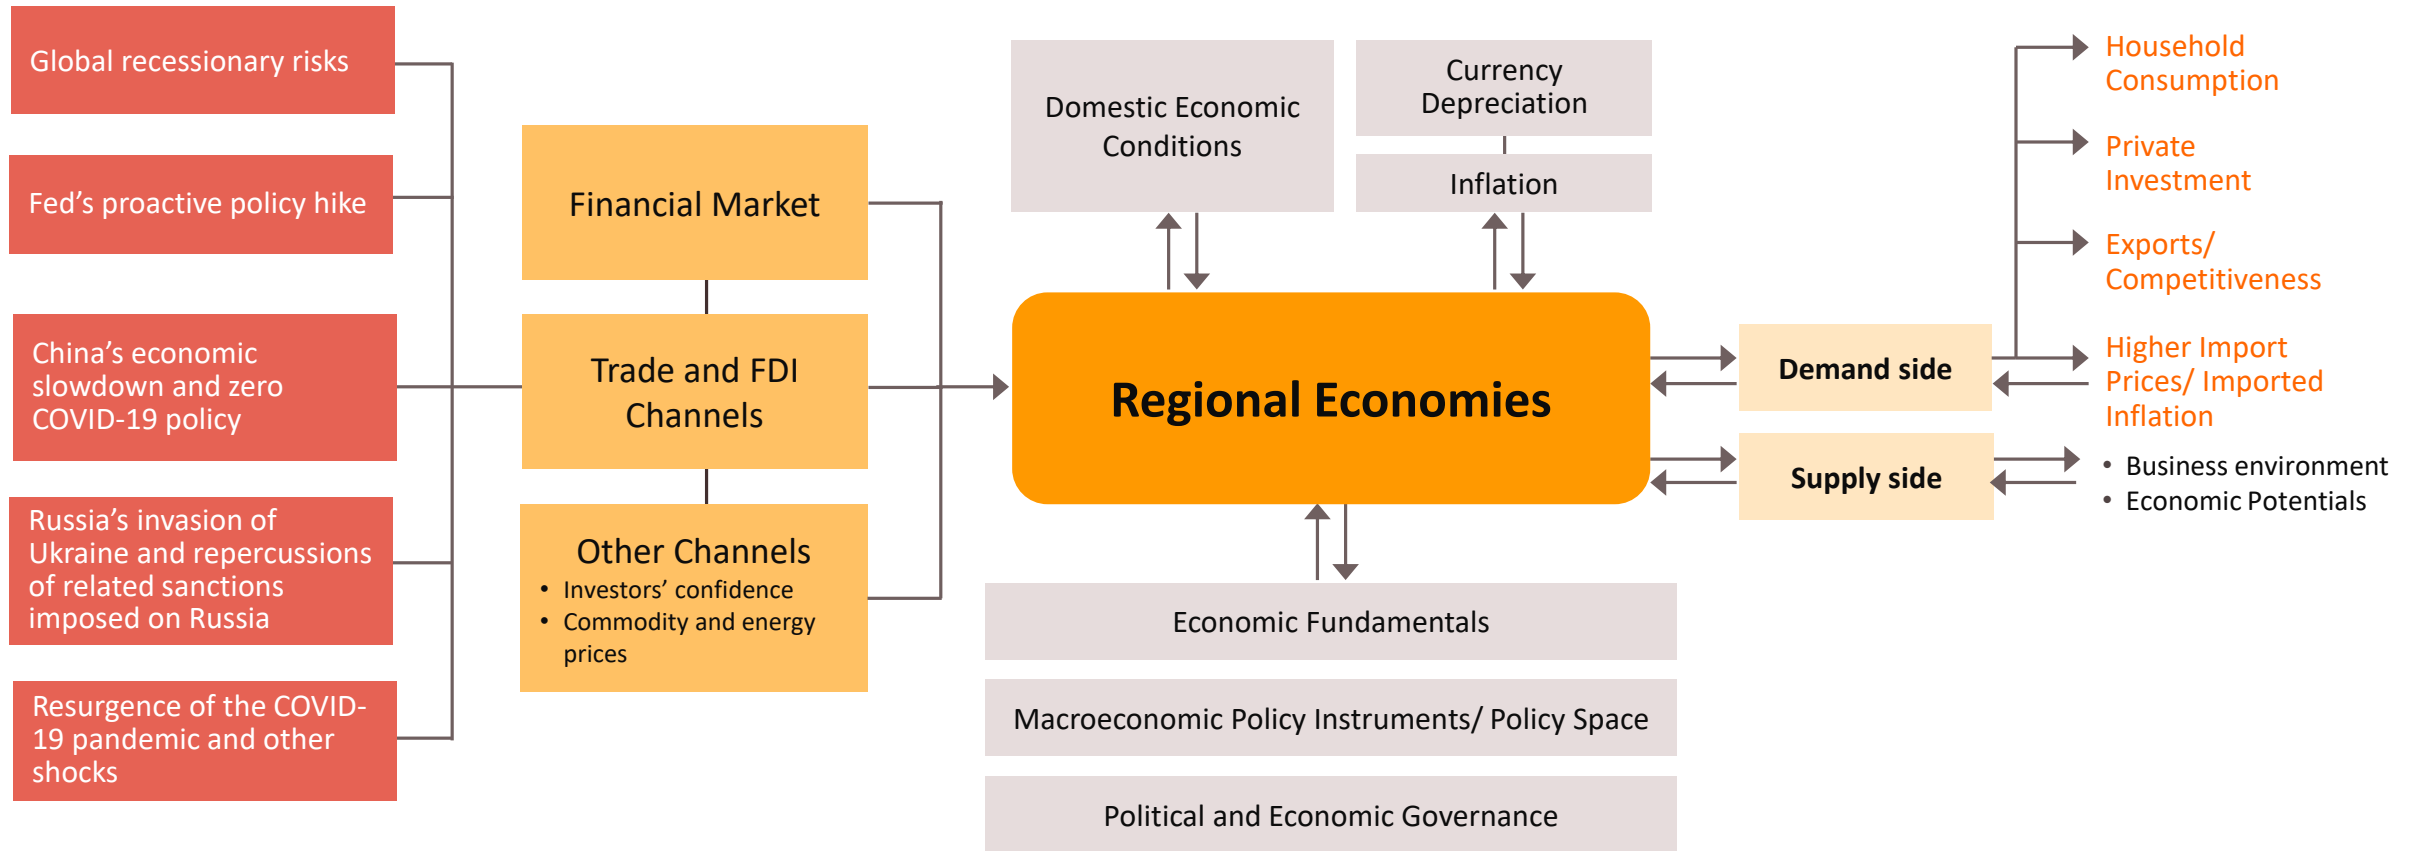 Global recessionary risks
Fed’s proactive policy hike
China’s economic
slowdown and zero
COVID-19 policy
Russia’s invasion of
Ukraine and repercussions
of related sanctions
imposed on Russia
Resurgence of the COVID-
19 pandemic and other
shocks
Financial Market
Trade and FDI
Channels
Other Channels
• Investors’ confidence
• Commodity and energy
prices
Domestic Economic
Conditions
Currency
Depreciation
Inflation
Regional Economies
Economic Fundamentals
Macroeconomic Policy Instruments/ Policy Space
Political and Economic Governance
Demand side
Supply side
Household
Consumption
Private
Investment
Exports/
Competitiveness
Higher Import
Prices/ Imported
Inflation
• Business environment
• Economic Potentials